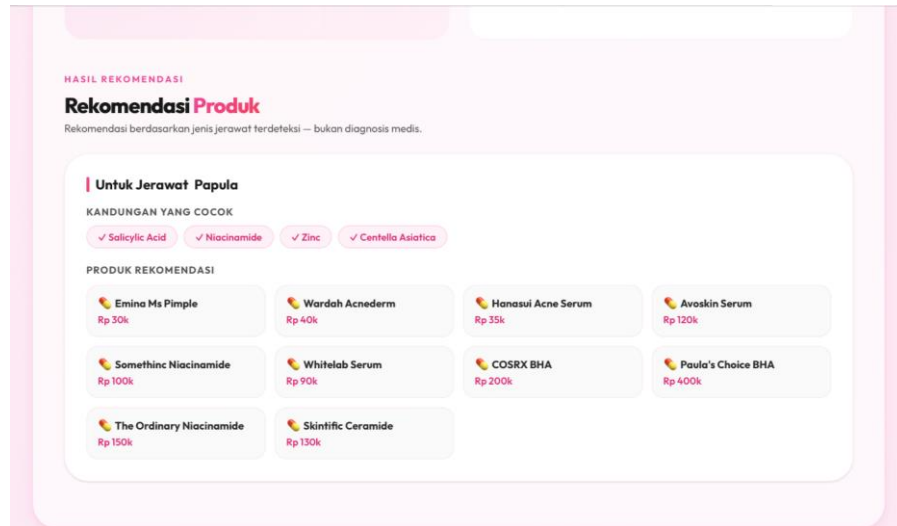 HASIL REKOMENDASI
Rekomendasi Produk
Rekomendasi berdasarkan jenis jerawat terdeteksi — bukan diagnosis medis.
Untuk Jerawat Papula
KANDUNGAN YANG COCOK
✓ Salicylic Acid ✓ Niacinamide ✓ Zinc ✓ Centella Asiatica
PRODUK REKOMENDASI
Emina Ms Pimple
Rp 30k
Wardah Acnederm
Rp 40k
Hanasui Acne Serum
Rp 35k
Avoskin Serum
Rp 120k
Somethinc Niacinamide
Rp 100k
Whitelab Serum
Rp 90k
COSRX BHA
Rp 200k
Paula's Choice BHA
Rp 400k
The Ordinary Niacinamide
Rp 150k
Skintific Ceramide
Rp 130k